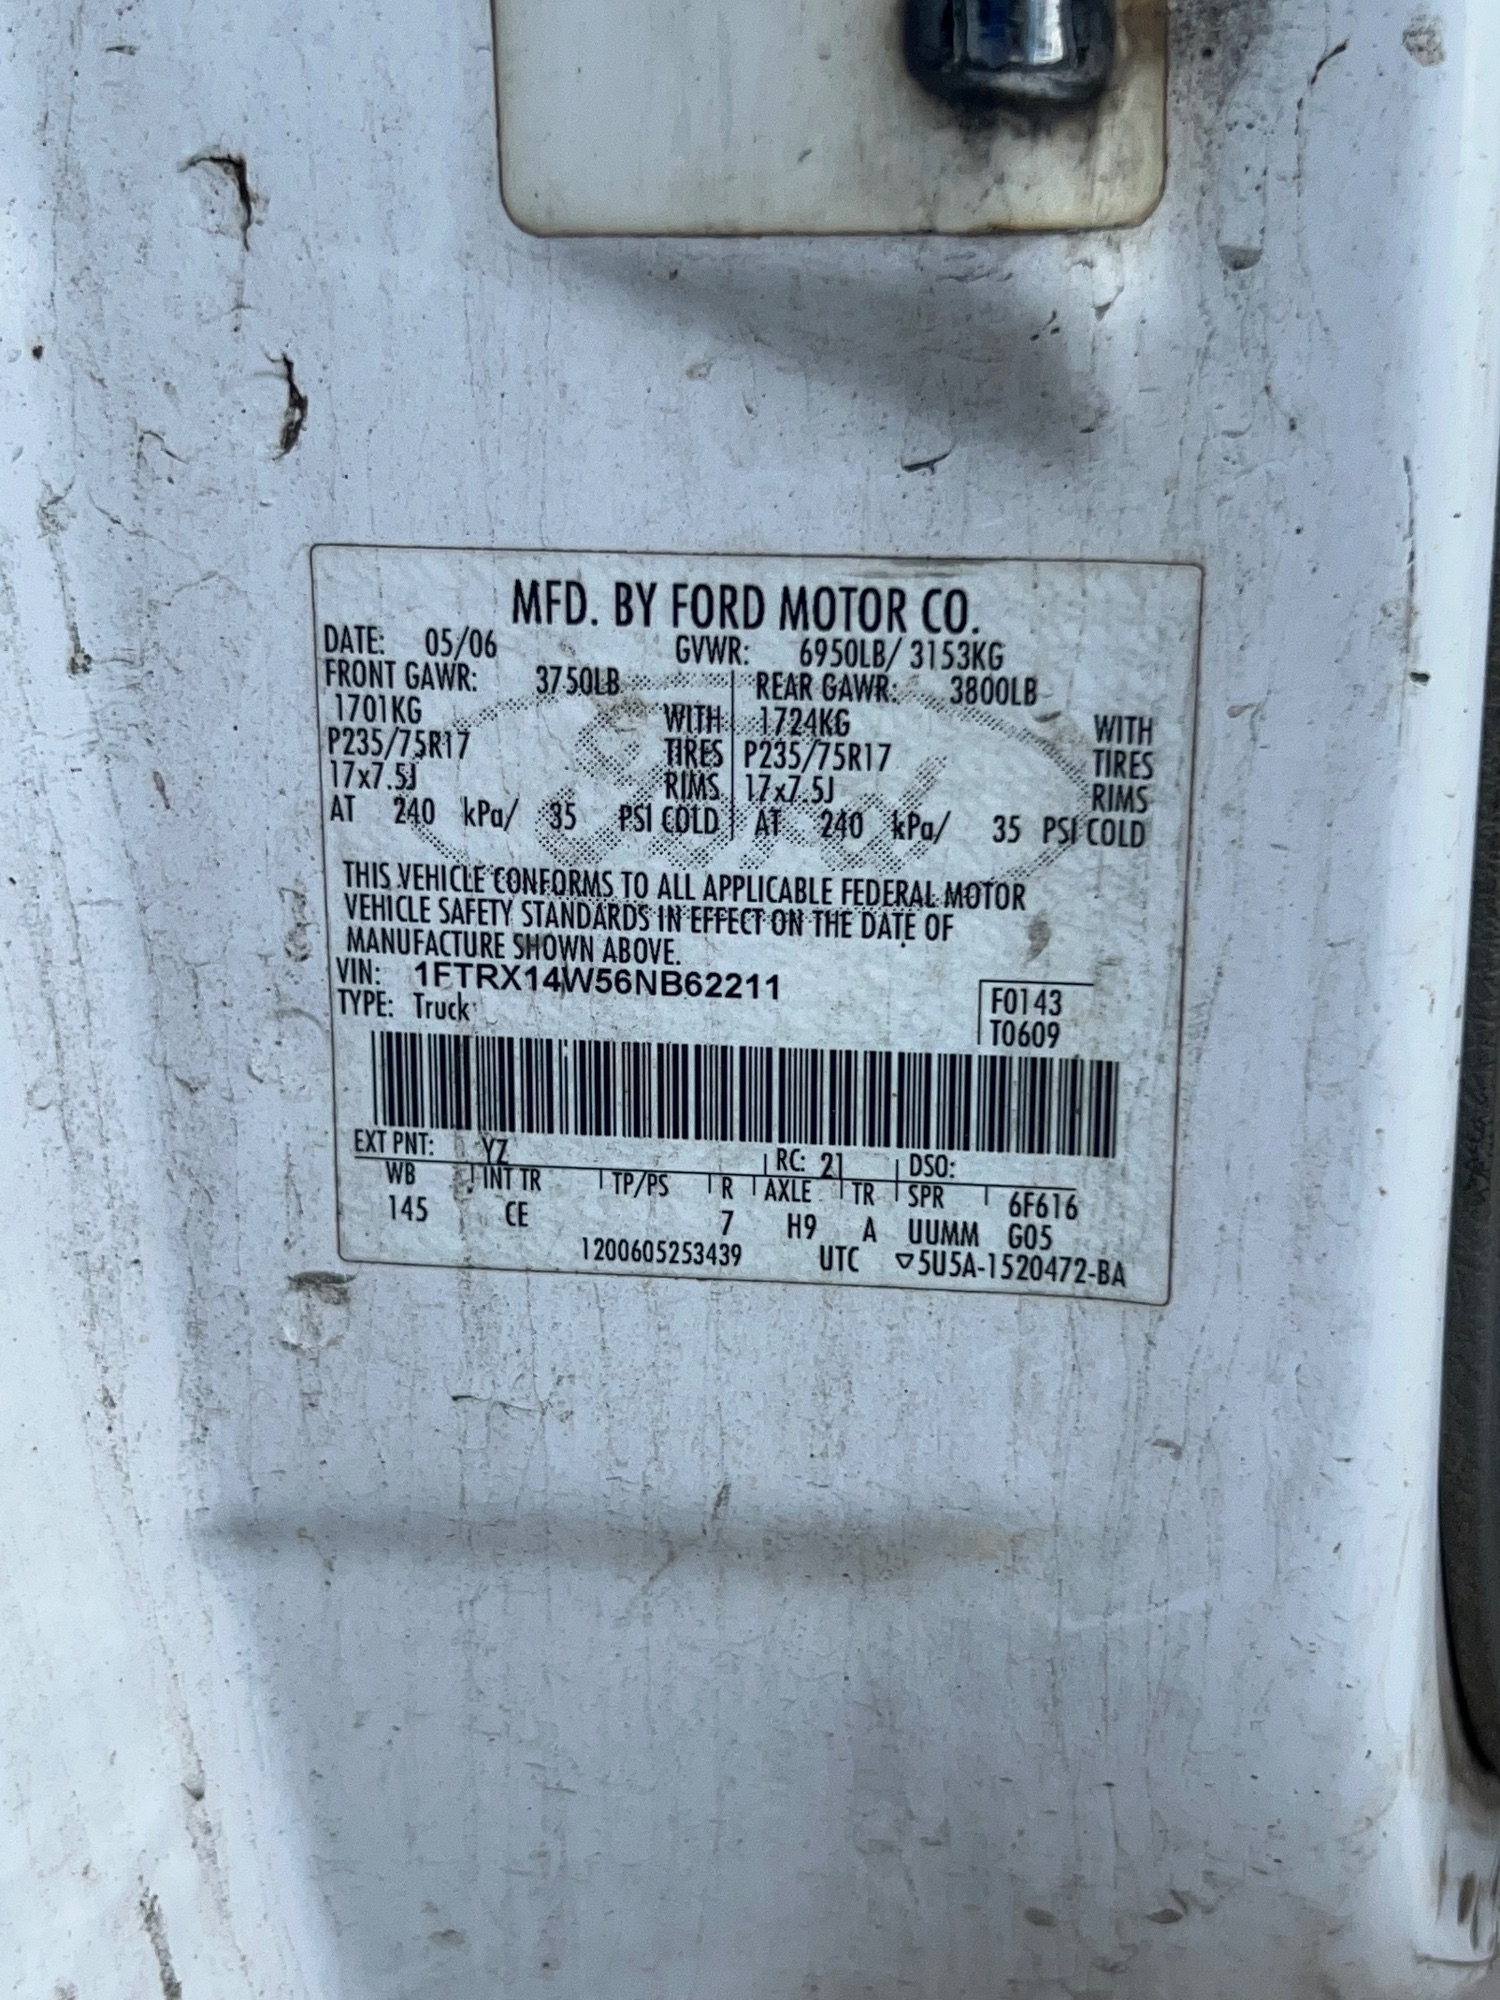 MFD. BY FORD MOTOR CO.
DATE: 05/06 GVWR: 6950LB/ 3153KG
FRONT GAWR: 3750LB REAR GAWR: 3800LB
1701KG WITH 1724KG WITH
P235/75R17 TIRES P235/75R17 TIRES
17x7.5J RIMS 17x7.5J RIMS
AT 240 kPa/ 35 PSI COLD AT 240 kPa/ 35 PSI COLD
Ford
THIS VEHICLE CONFORMS TO ALL APPLICABLE FEDERAL MOTOR
VEHICLE SAFETY STANDARDS IN EFFECT ON THE DATE OF
MANUFACTURE SHOWN ABOVE.
VIN: 1FTRX14W56NB62211
TYPE: Truck
F0143
T0609
EXT PNT: YZ RC: 21 DSO:
WB INT TR TP/PS R AXLE TR SPR 6F616
145 CE 7 H9 A UUMM G05
1200605253439 UTC ▽5U5A-1520472-BA